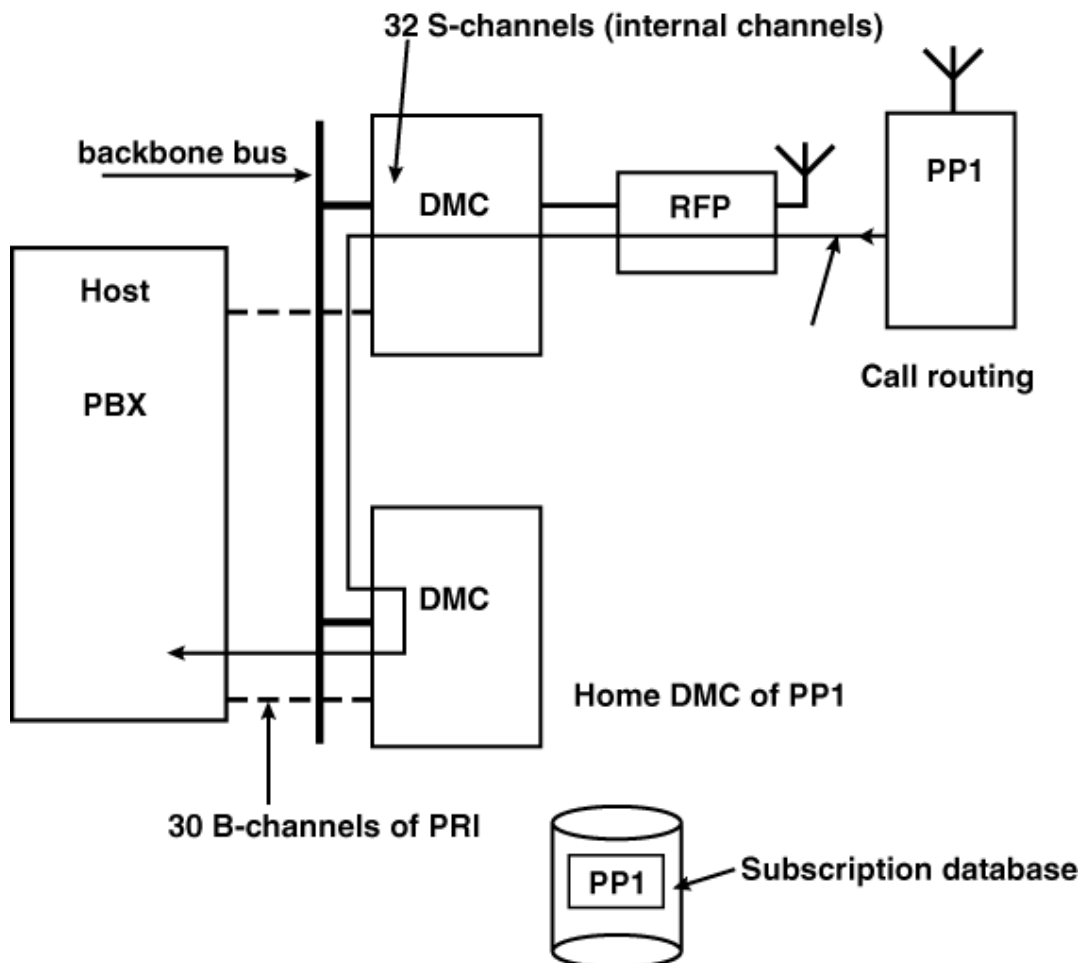 32 S-channels (internal channels)
backbone bus
DMC
RFP
PP1
Host
PBX
Call routing
DMC
Home DMC of PP1
30 B-channels of PRI
PP1
Subscription database